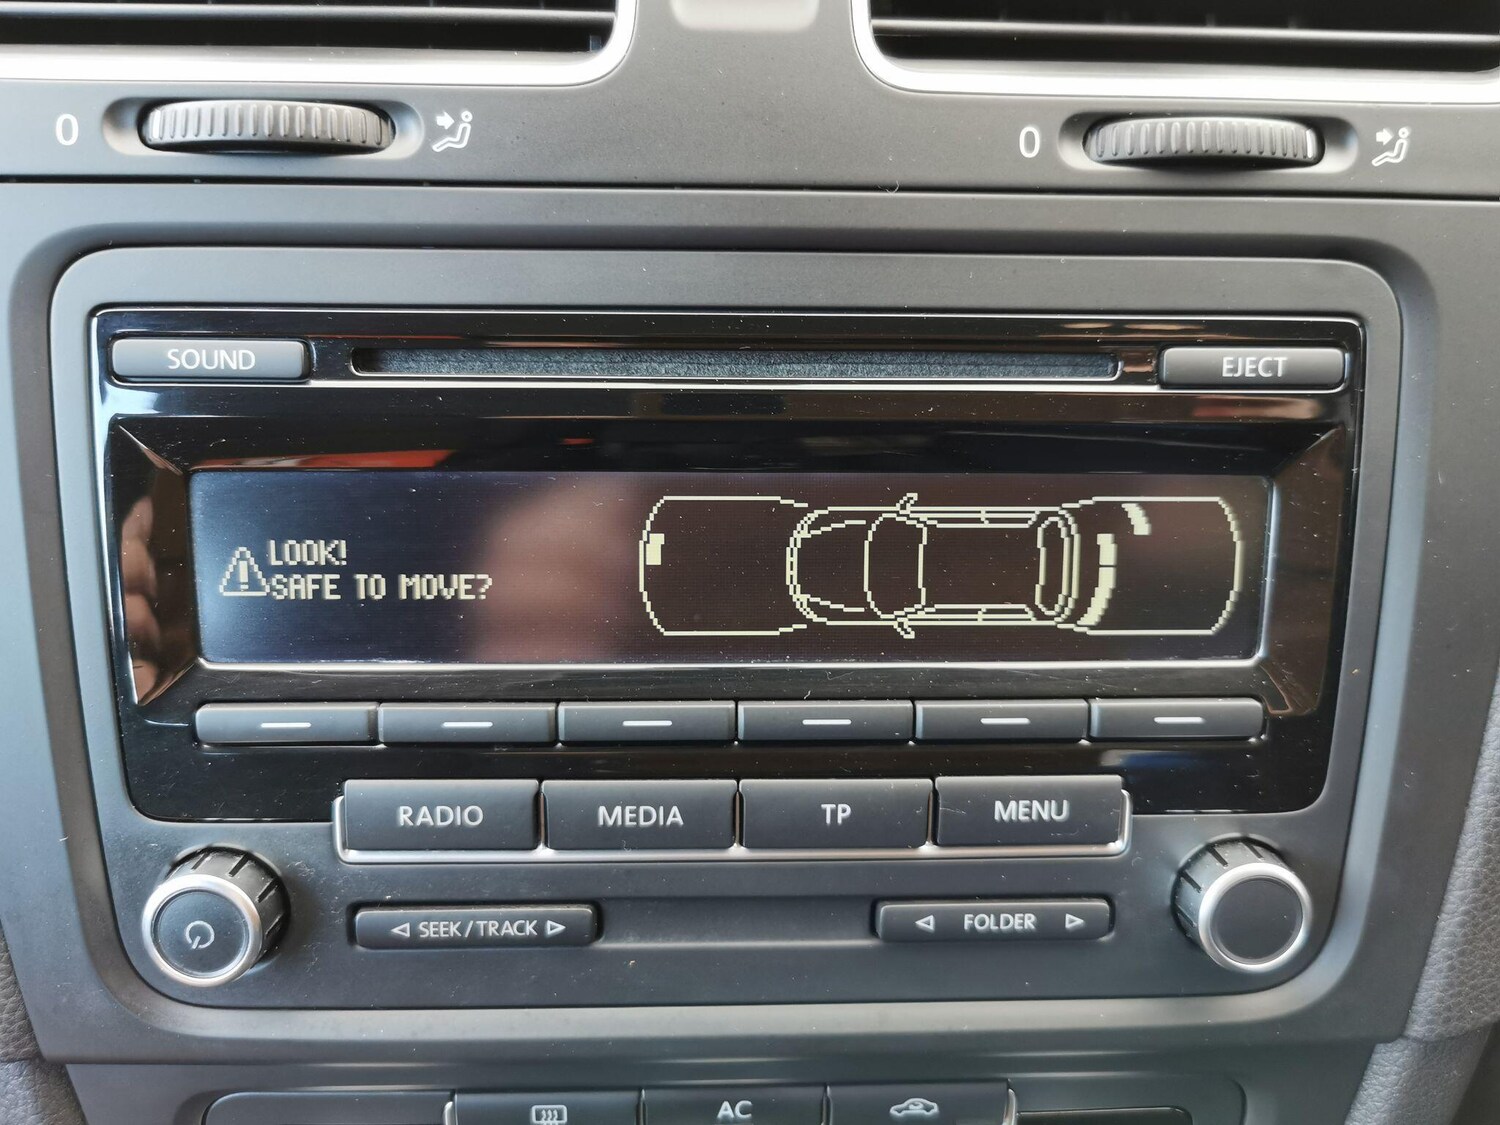 0
0
SOUND
EJECT
LOOK!
SAFE TO MOVE?
RADIO
MEDIA
TP
MENU
SEEK/TRACK
FOLDER
AC